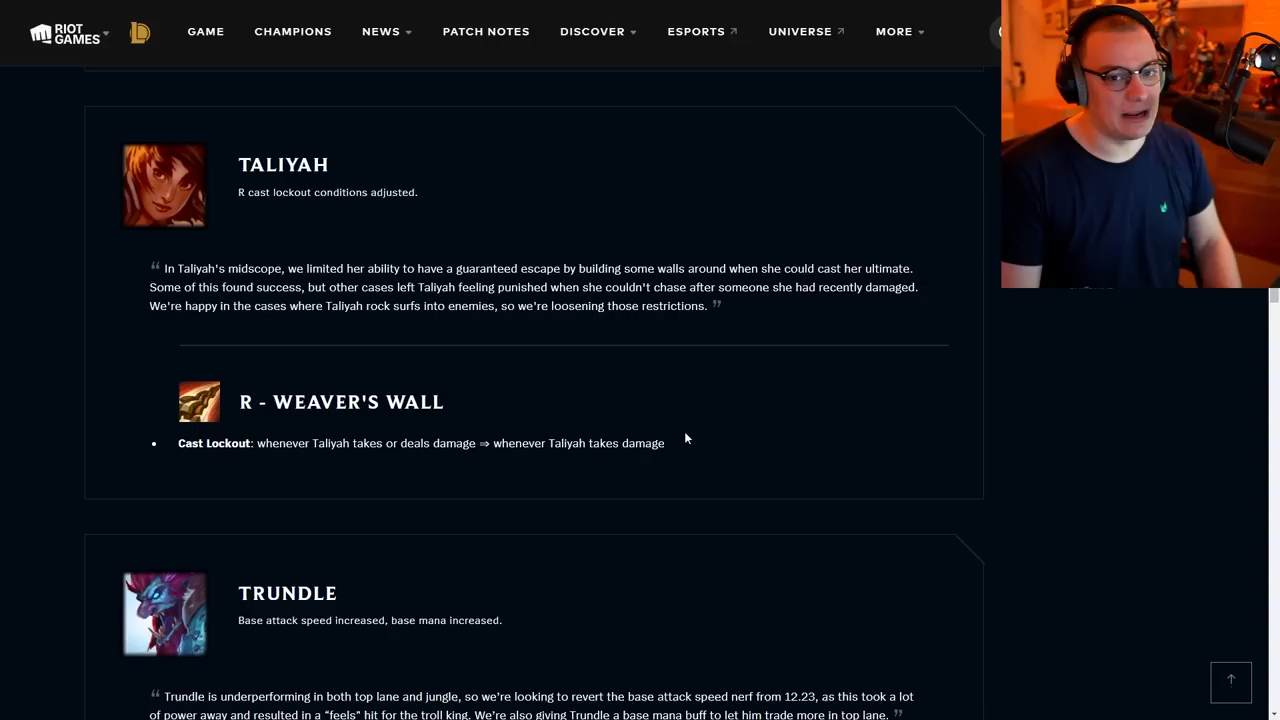 RIOT GAMES
GAME CHAMPIONS NEWS PATCH NOTES DISCOVER ESPORTS UNIVERSE MORE
TALIYAH
R cast lockout conditions adjusted.
“ In Taliyah's midscope, we limited her ability to have a guaranteed escape by building some walls around when she could cast her ultimate.
Some of this found success, but other cases left Taliyah feeling punished when she couldn't chase after someone she had recently damaged.
We're happy in the cases where Taliyah rock surfs into enemies, so we're loosening those restrictions. ”
R - WEAVER'S WALL
• Cast Lockout: whenever Taliyah takes or deals damage ⇒ whenever Taliyah takes damage
TRUNDLE
Base attack speed increased, base mana increased.
“ Trundle is underperforming in both top lane and jungle, so we’re looking to revert the base attack speed nerf from 12.23, as this took a lot
of power away and resulted in a “feels” hit for the troll king. We’re also giving Trundle a base mana buff to let him trade more in top lane. ”